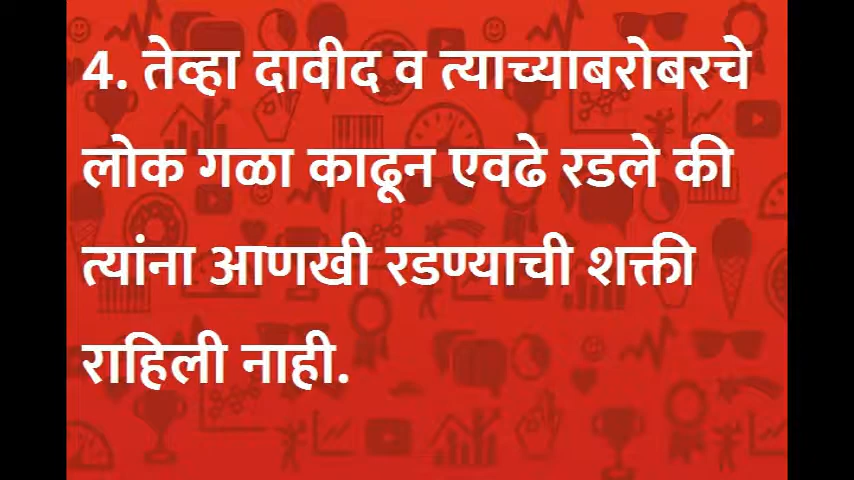 4. तेव्हा दावीद व त्याच्याबरोबरचे
लोक गळा काढून एवढे रडले की
त्यांना आणखी रडण्याची शक्ती
राहिली नाही.